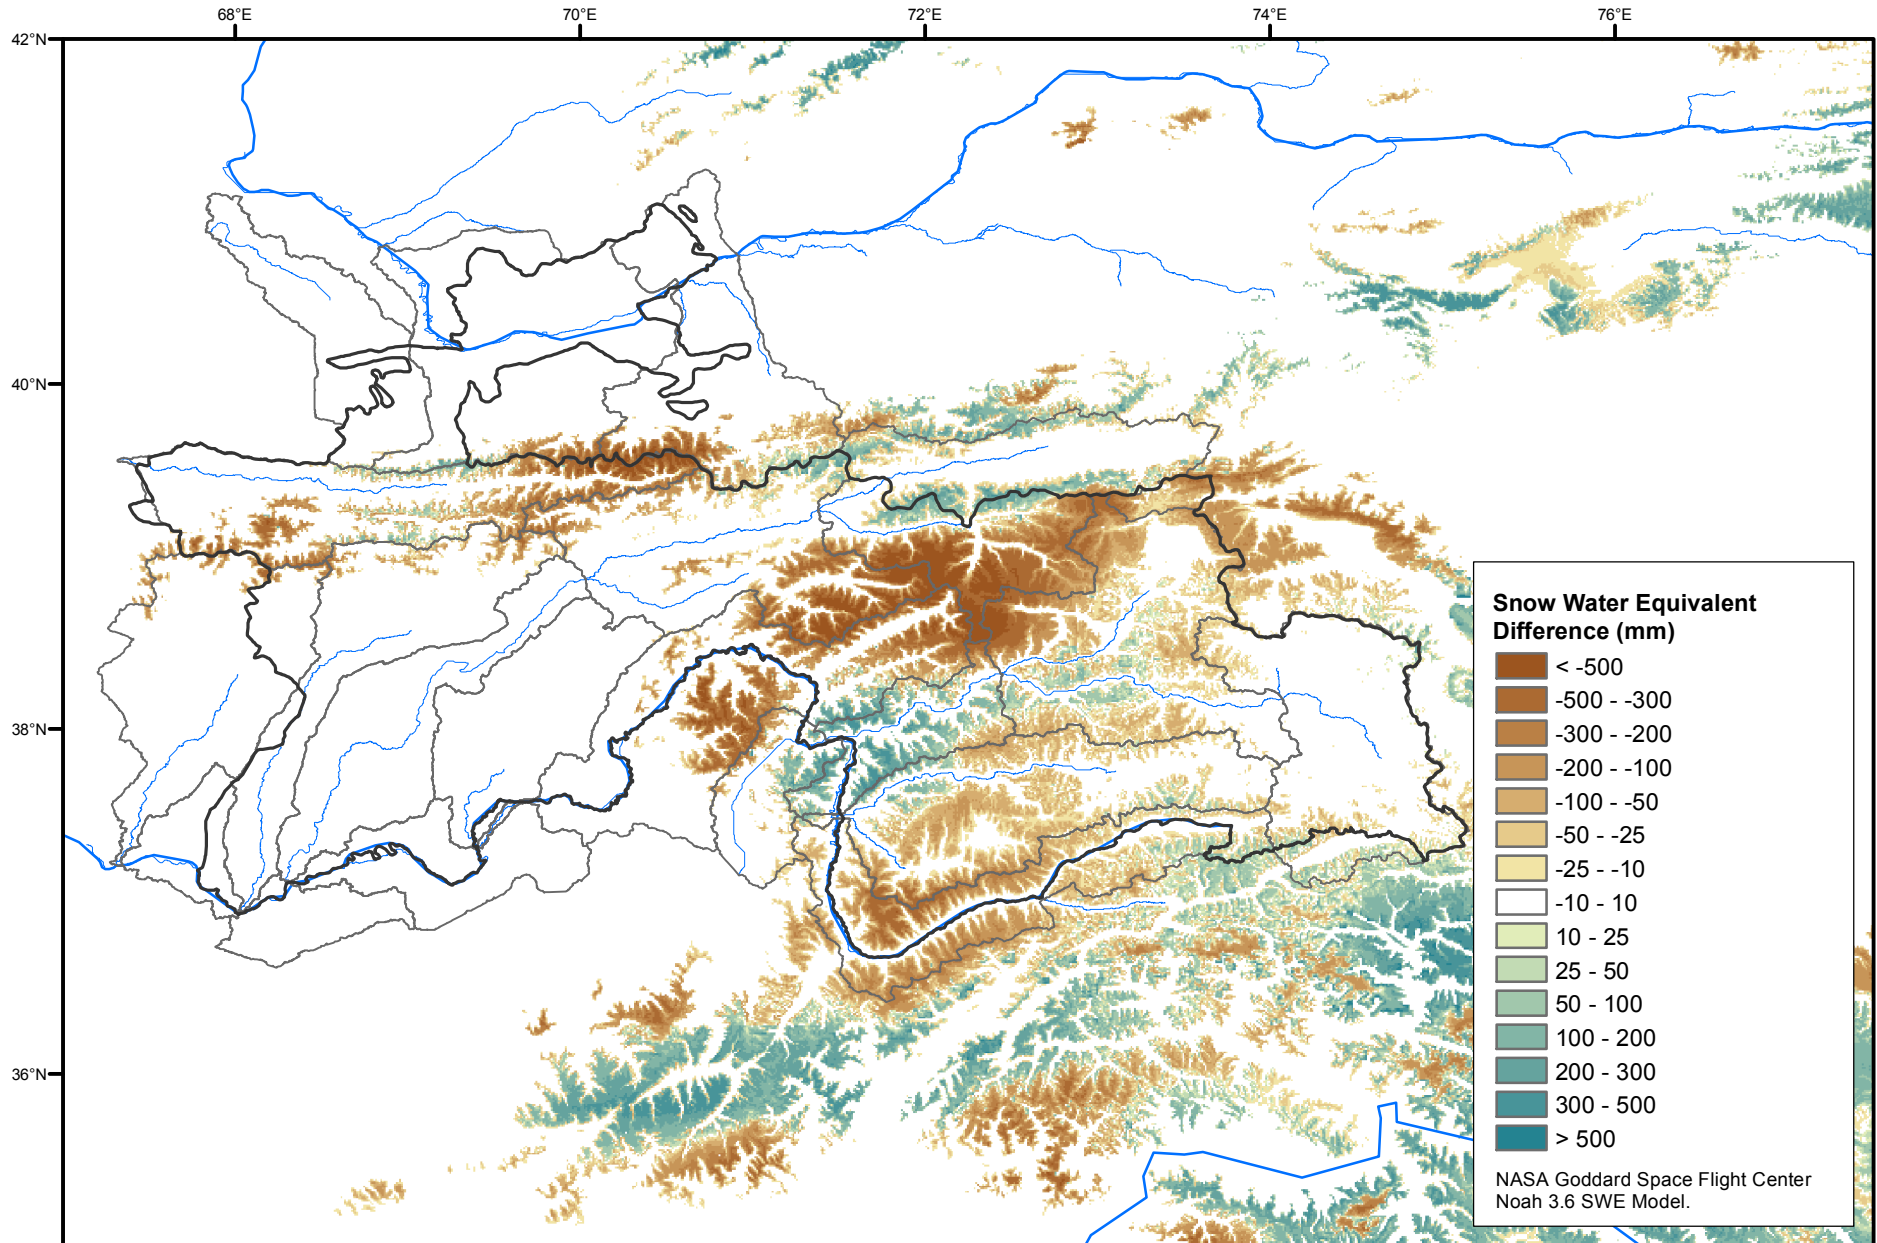 68°E 70°E 72°E 74°E 76°E
42°N
40°N
38°N
36°N
Snow Water Equivalent
Difference (mm)
< -500
-500 - -300
-300 - -200
-200 - -100
-100 - -50
-50 - -25
-25 - -10
-10 - 10
10 - 25
25 - 50
50 - 100
100 - 200
200 - 300
300 - 500
> 500
NASA Goddard Space Flight Center
Noah 3.6 SWE Model.